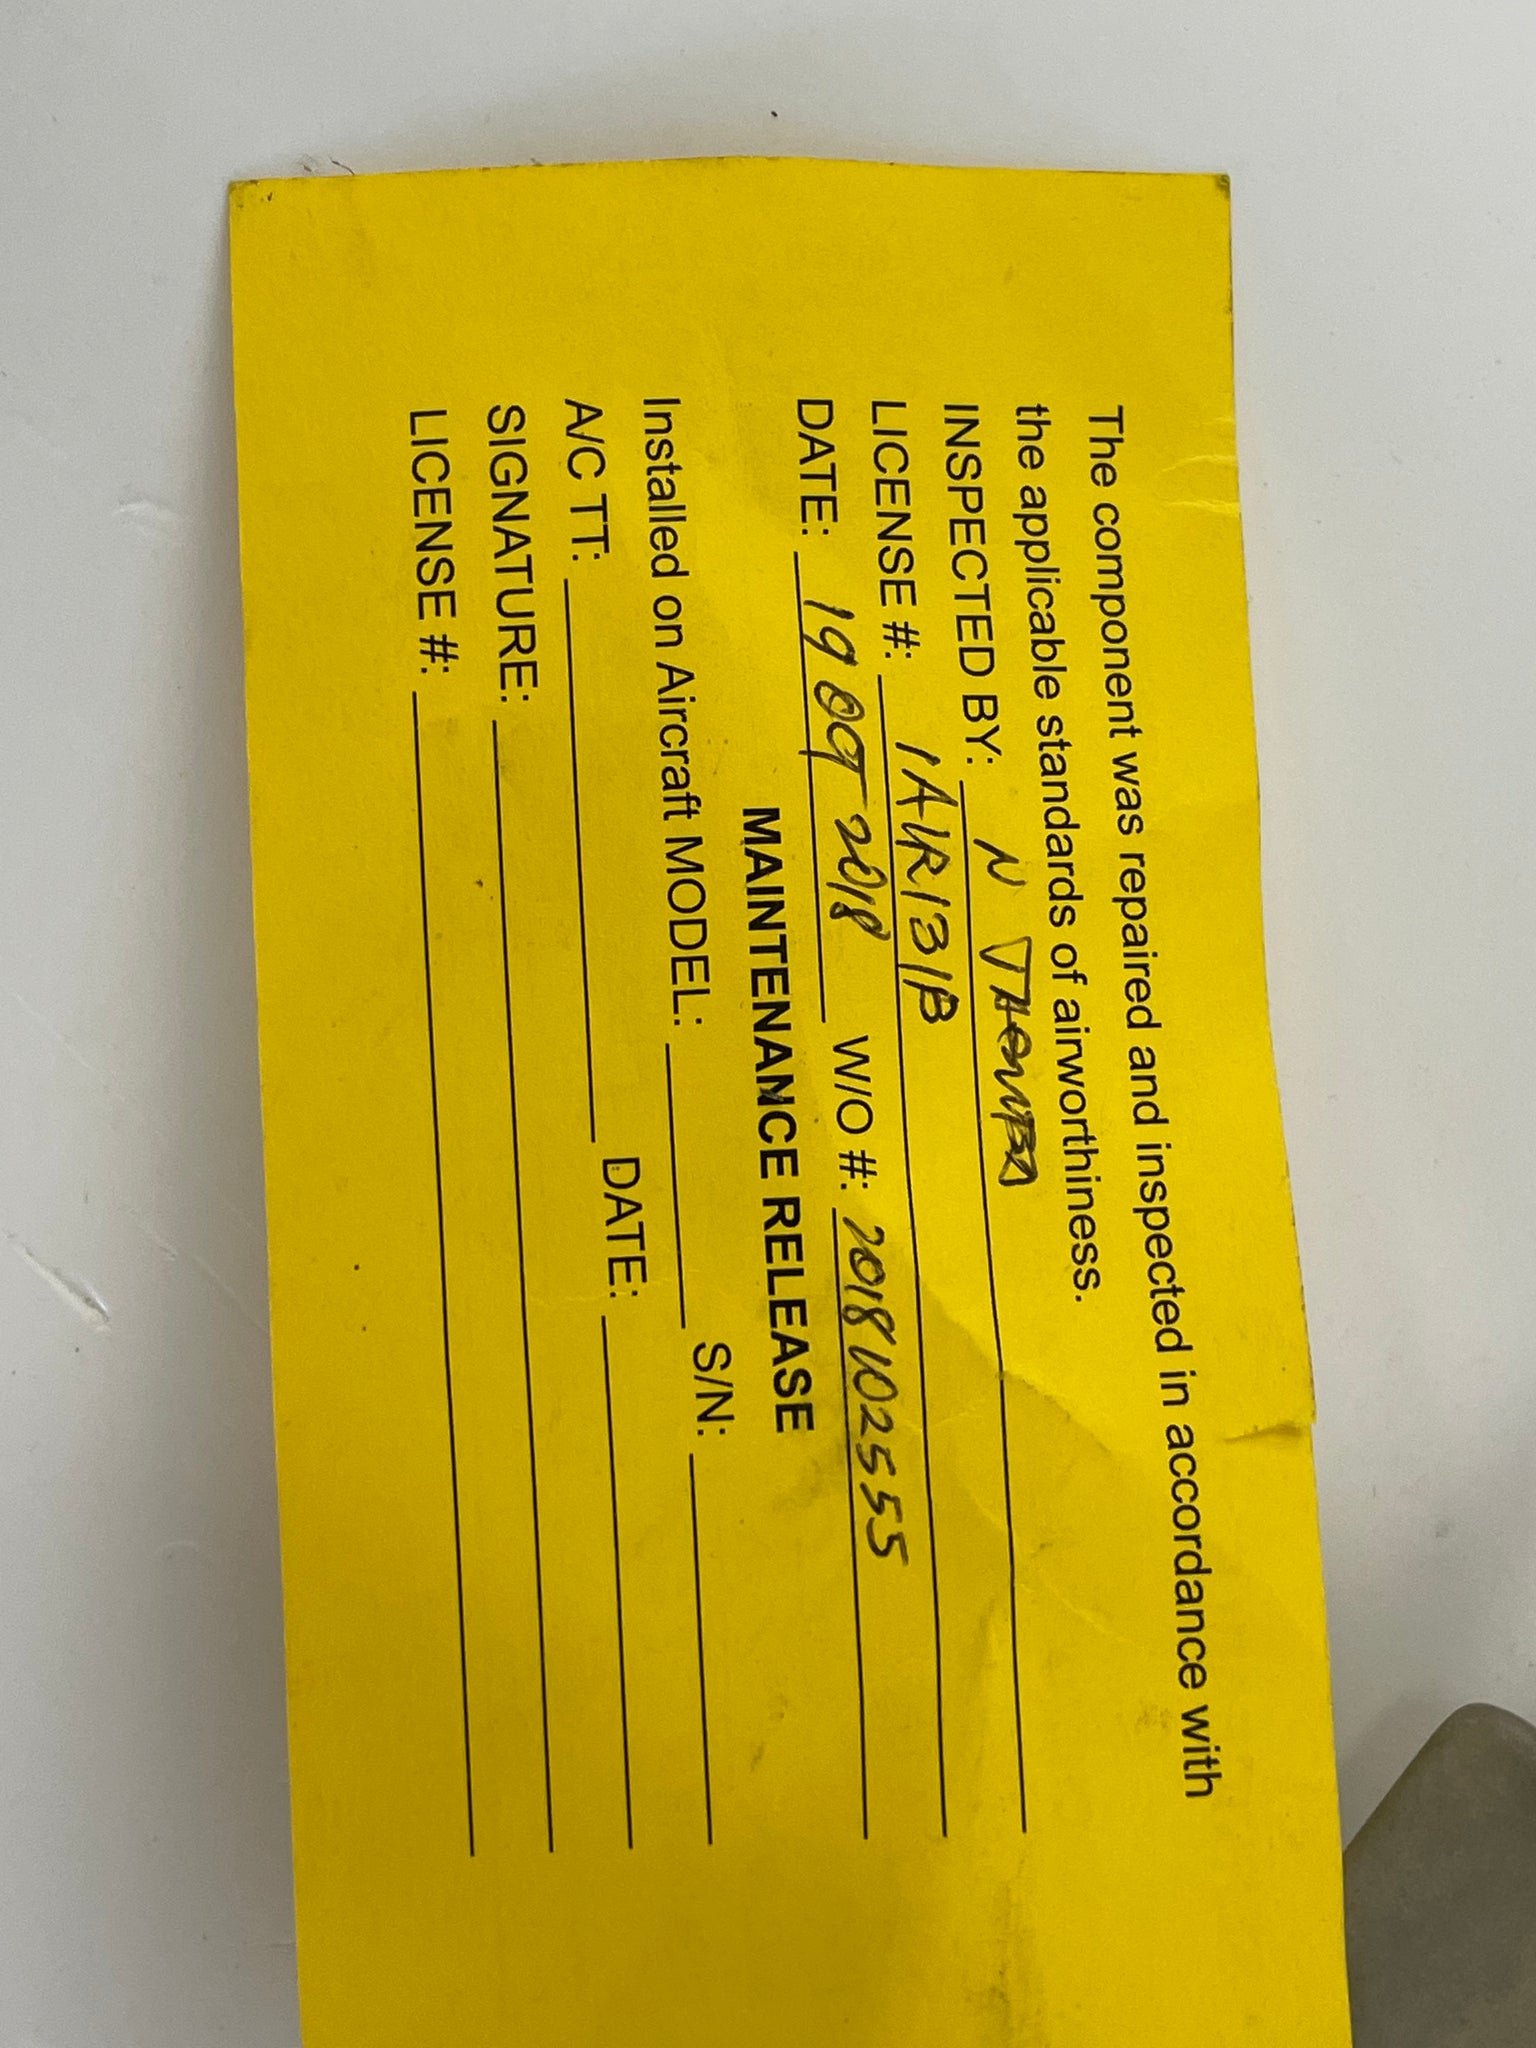 The component was repaired and inspected in accordance with
the applicable standards of airworthiness.
INSPECTED BY: N
LICENSE #: 1A1R131B
DATE: 19 OCT 2018 W/O #: 2018102555
MAINTENANCE RELEASE
Installed on Aircraft MODEL: S/N:
A/C TT: DATE:
SIGNATURE:
LICENSE #: